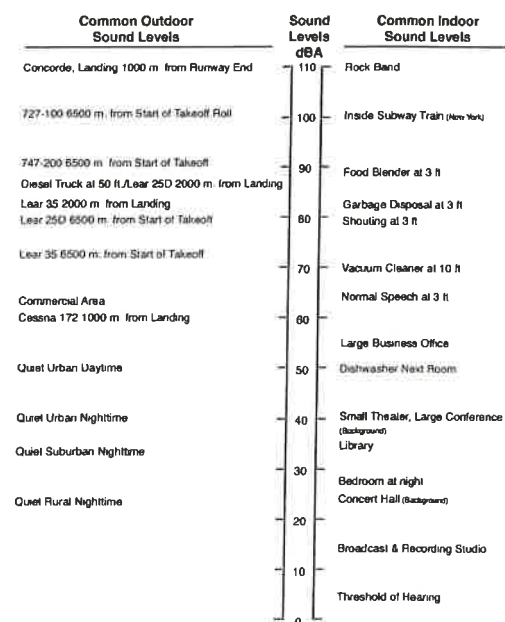 Common Outdoor
Sound Levels
Sound
Levels
dBA
Common Indoor
Sound Levels
Concorde, Landing 1000 m. from Runway End
110
Rock Band
727-100 6500 m. from Start of Takeoff Roll
100
Inside Subway Train (New York)
747-200 6500 m. from Start of Takeoff
90
Food Blender at 3 ft
Diesel Truck at 50 ft./Lear 25D 2000 m. from Landing
Lear 35 2000 m. from Landing
Garbage Disposal at 3 ft
Lear 25D 6500 m. from Start of Takeoff
80
Shouting at 3 ft
Lear 35 6500 m. from Start of Takeoff
70
Vacuum Cleaner at 10 ft
Commercial Area
Normal Speech at 3 ft
Cessna 172 1000 m. from Landing
60
Large Business Office
Quiet Urban Daytime
50
Dishwasher Next Room
Quiet Urban Nighttime
40
Small Theater, Large Conference
(Background)
Quiet Suburban Nighttime
Library
30
Bedroom at night
Quiet Rural Nighttime
Concert Hall (Background)
20
Broadcast & Recording Studio
10
Threshold of Hearing
0